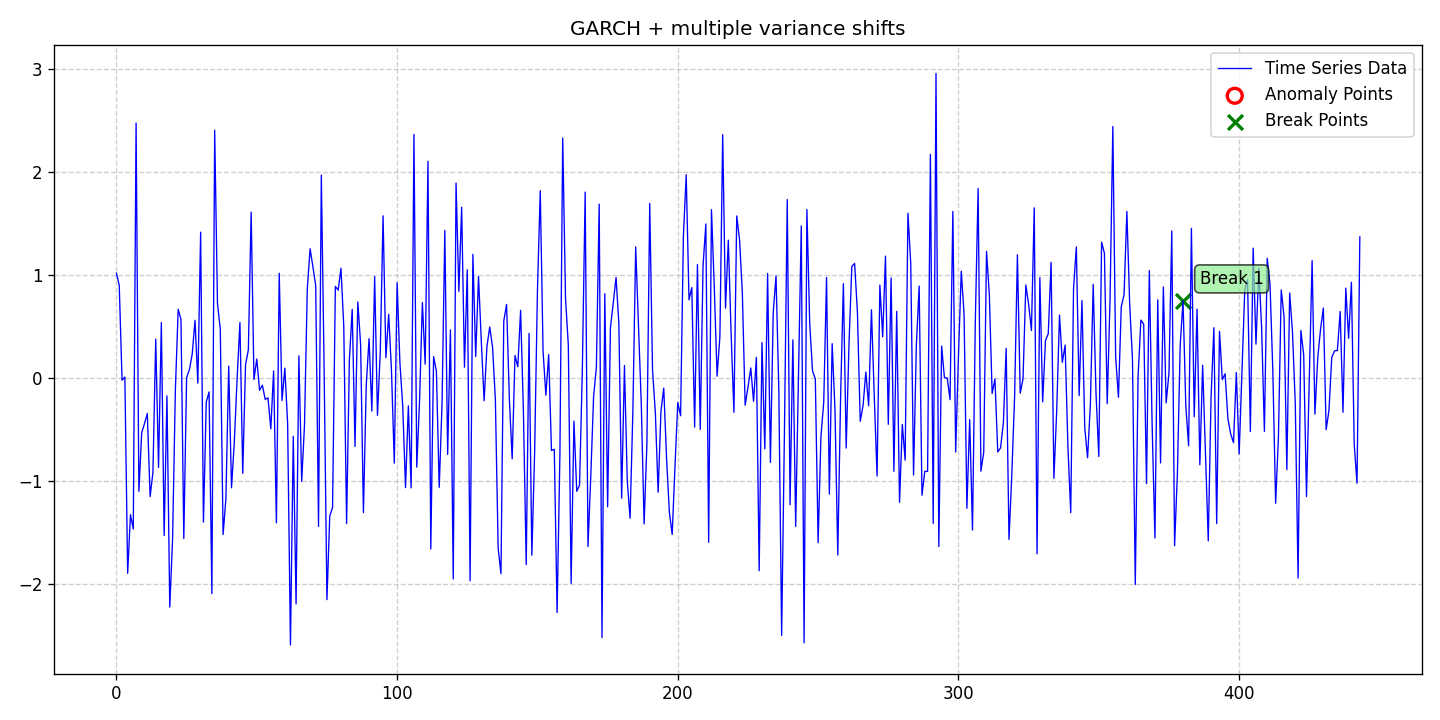 GARCH + multiple variance shifts
Time Series Data
Anomaly Points
Break Points
Break 1
3
2
1
0
−1
−2
0
100
200
300
400